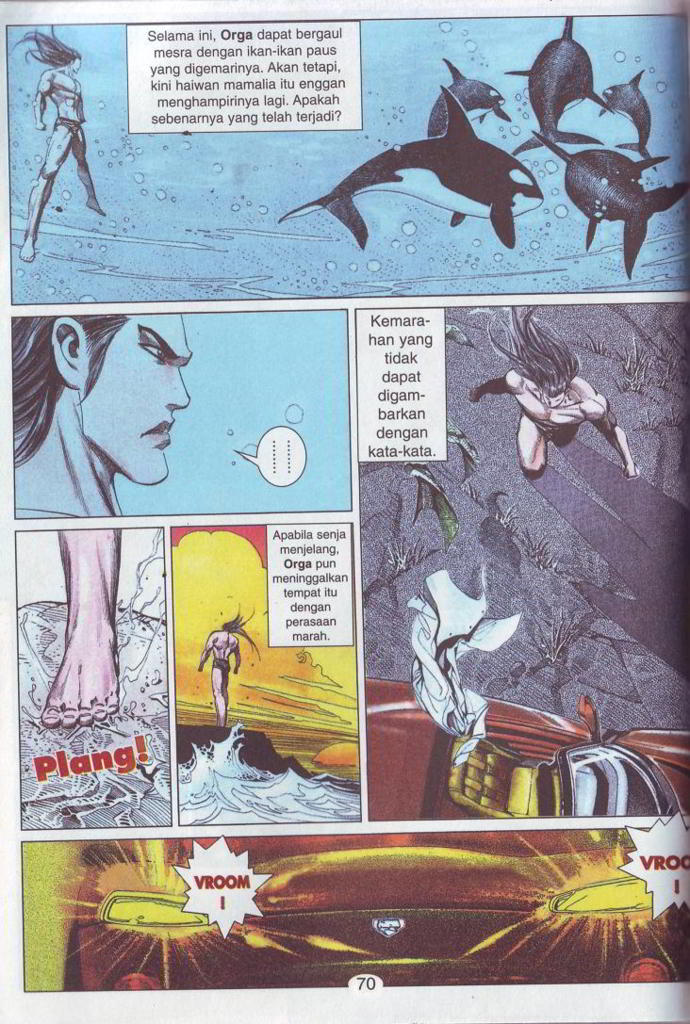 Selama ini, Orga dapat bergaul
mesra dengan ikan-ikan paus
yang digemarinya. Akan tetapi,
kini haiwan mamalia itu enggan
menghampirinya lagi. Apakah
sebenarnya yang telah terjadi?
Kemara-
han yang
tidak
dapat
digam-
barkan
dengan
kata-kata.
Plang!
Apabila senja
menjelang,
Orga pun
meninggalkan
tempat itu
dengan
perasaan
marah.
VROOM
!
VROO
!
70